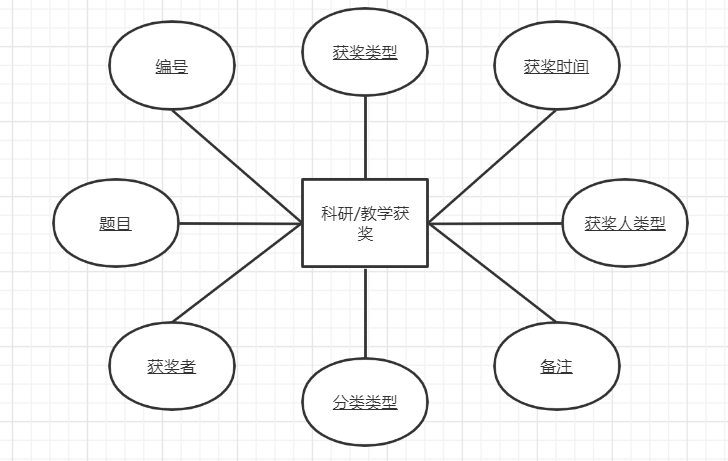 获奖类型
编号
获奖时间
科研/教学获
奖
题目
获奖人类型
获奖者
备注
分类类型